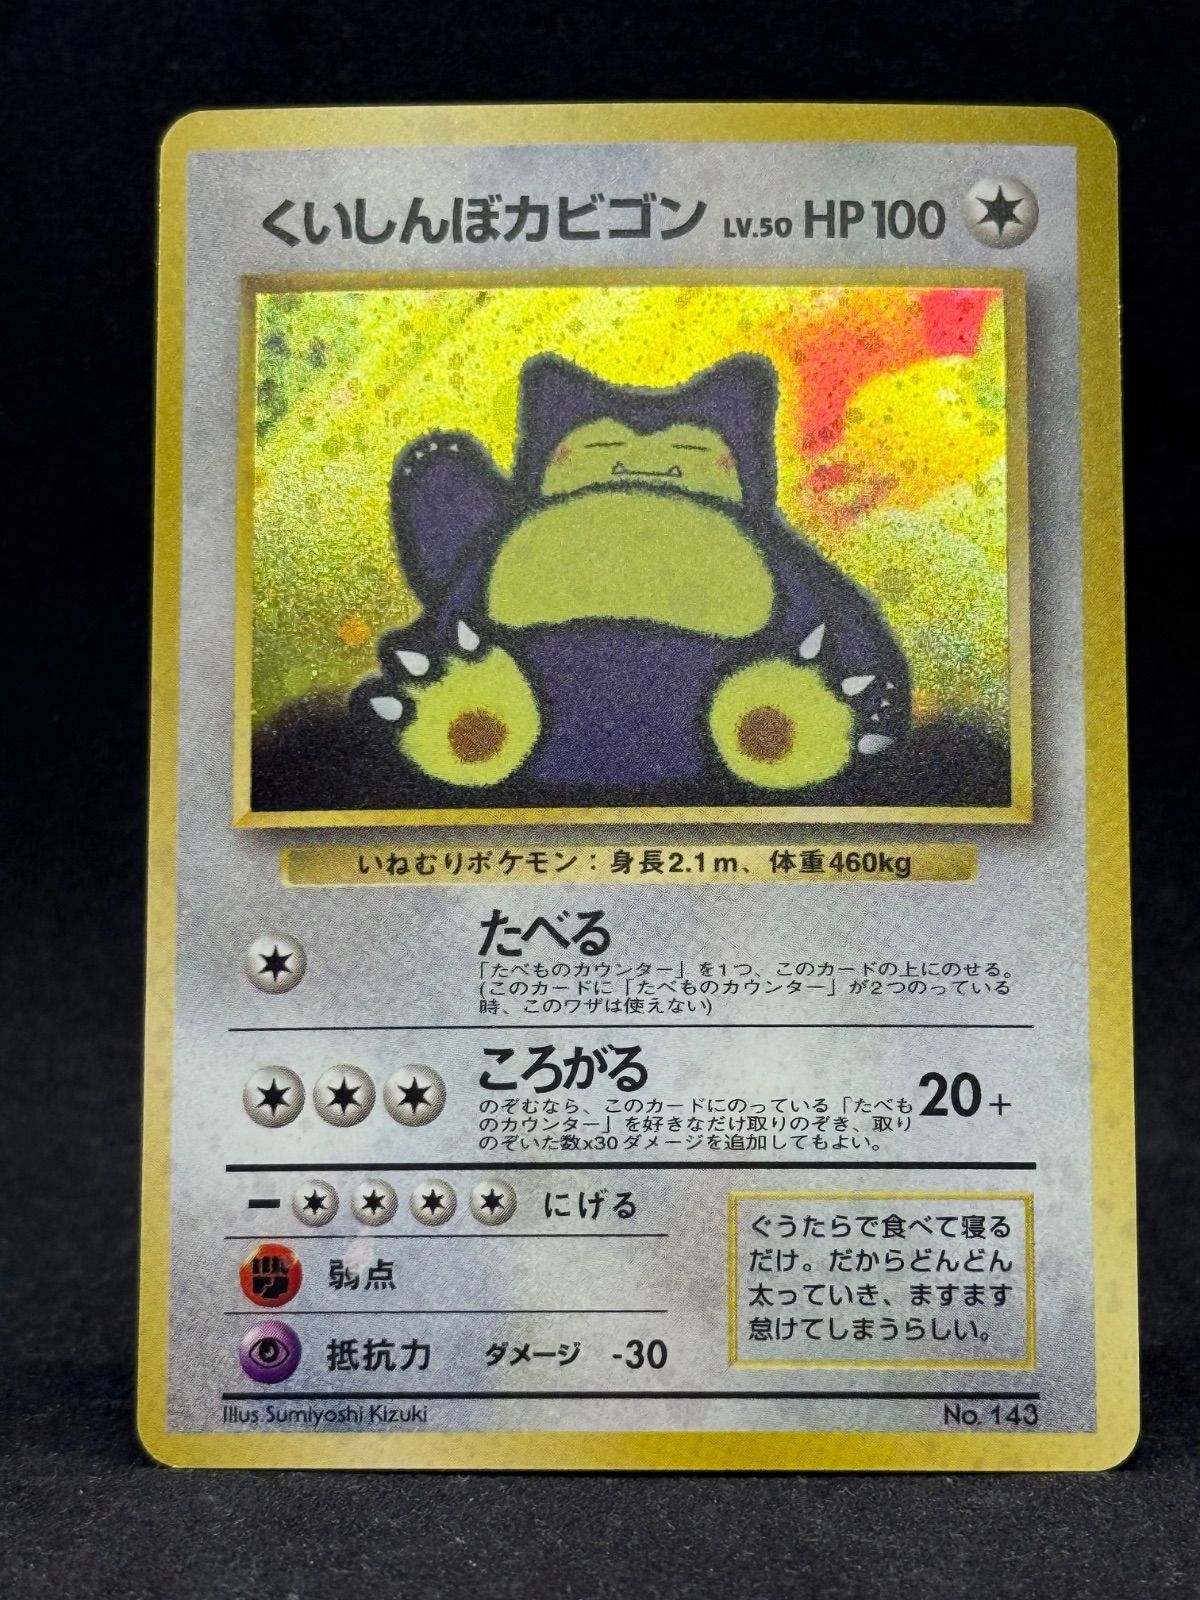 くいしんぼカビゴン LV.50 HP100
いねむりポケモン：身長2.1m、体重460kg
たべる
「たべものカウンター」を1つ、このカードの上にのせる。
(このカードに「たべものカウンター」が2つのっている
時、このワザは使えない)
ころがる
のぞむなら、このカードにのっている「たべも
のカウンター」を好きなだけ取りのぞき、取り
のぞいた数x30ダメージを追加してもよい。
20+
ー にげる
弱点
抵抗力 ダメージ -30
ぐうたらで食べて寝る
だけ。だからどんどん
太っていき、ますます
怠けてしまうらしい。
Illus.Sumiyoshi Kizuki
No. 143